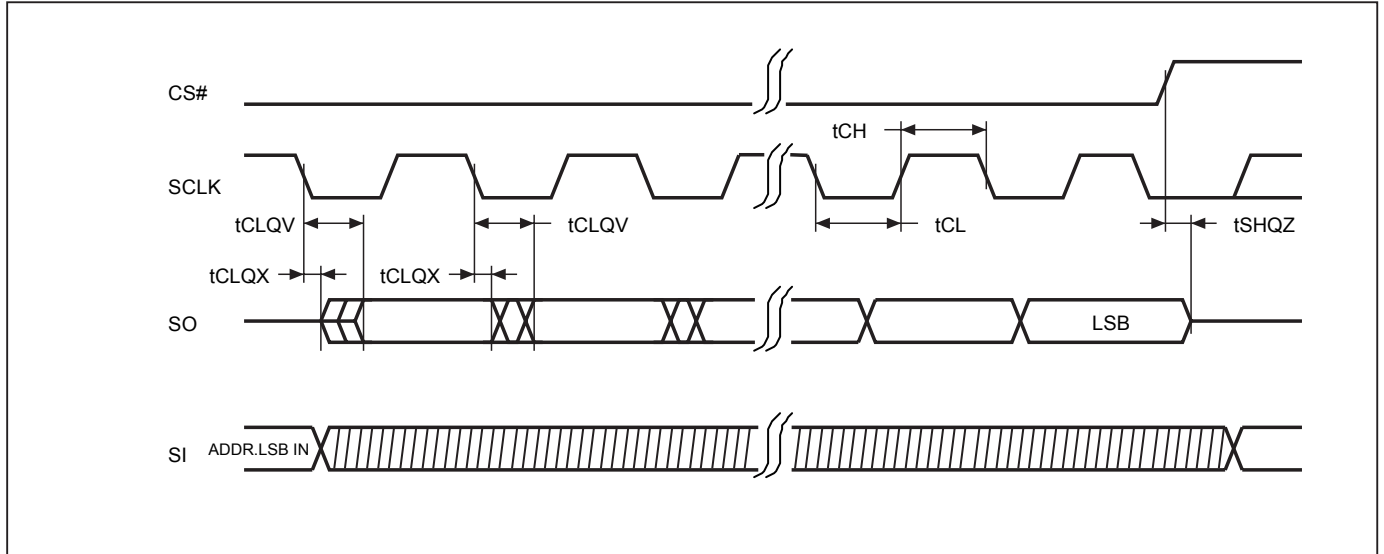 CS#
tCH
SCLK
tCLQV
tCLQV
tCL
tSHQZ
tCLQX
tCLQX
SO
LSB
SI
ADDR.LSB IN